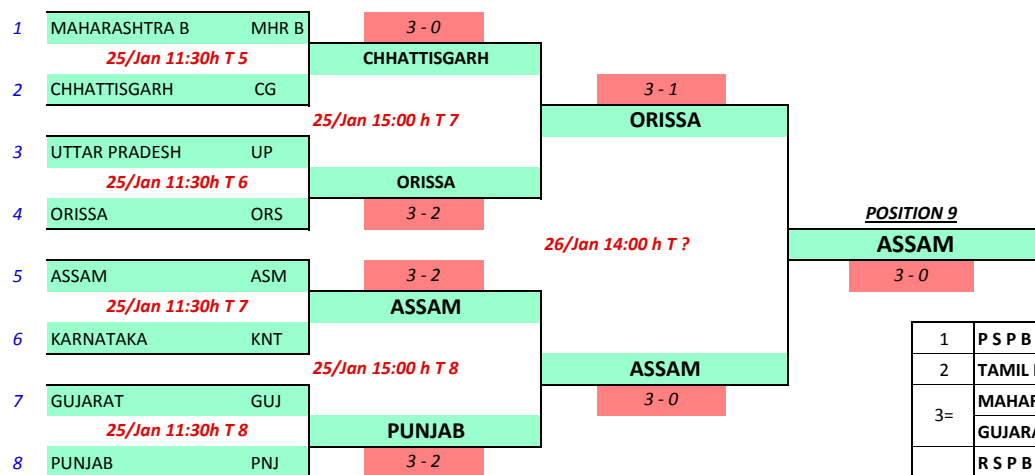 1 MAHARASHTRA B MHR B 3 - 0
25/Jan 11:30h T 5 CHHATTISGARH
2 CHHATTISGARH CG 3 - 1
25/Jan 15:00 h T 7 ORISSA
3 UTTAR PRADESH UP
25/Jan 11:30h T 6 ORISSA
4 ORISSA ORS 3 - 2 POSITION 9
26/Jan 14:00 h T ? ASSAM
5 ASSAM ASM 3 - 2 3 - 0
25/Jan 11:30h T 7 ASSAM
6 KARNATAKA KNT 1 P S P B
25/Jan 15:00 h T 8 ASSAM 2 TAMIL
7 GUJARAT GUJ 3 - 0 MAHAR
3=
25/Jan 11:30h T 8 PUNJAB GUJARA
8 PUNJAB PNJ 3 - 2 R S P B